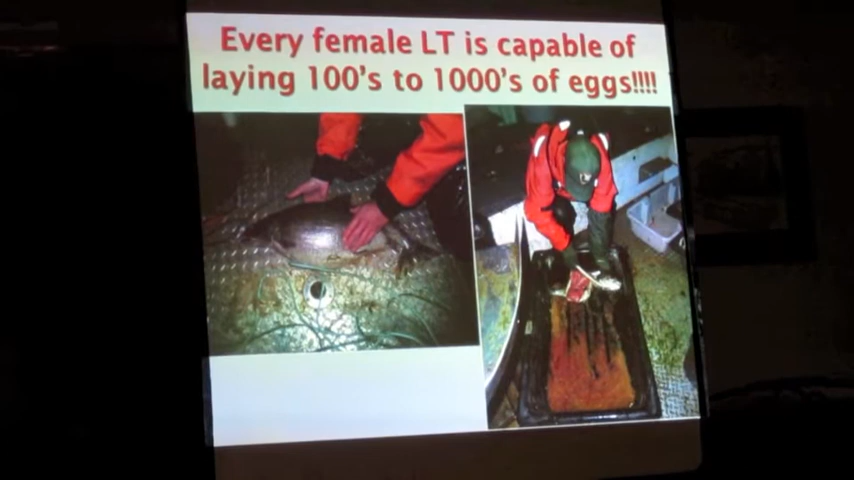 Every female LT is capable of
laying 100's to 1000's of eggs!!!!